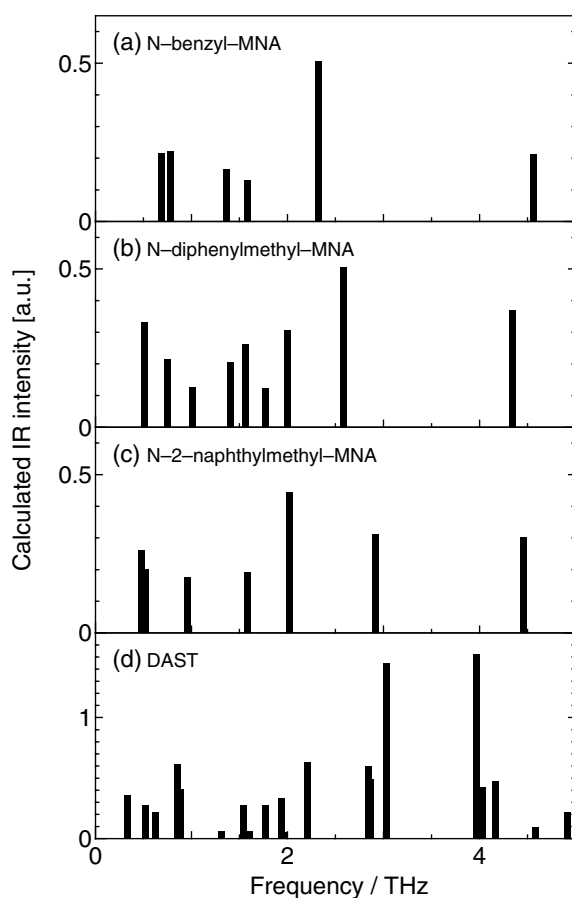 (a) N–benzyl–MNA
0.5
0
(b) N–diphenylmethyl–MNA
0.5
0
(c) N–2–naphthylmethyl–MNA
0.5
0
(d) DAST
1
0
0 2 4
Frequency / THz
Calculated IR intensity [a.u.]